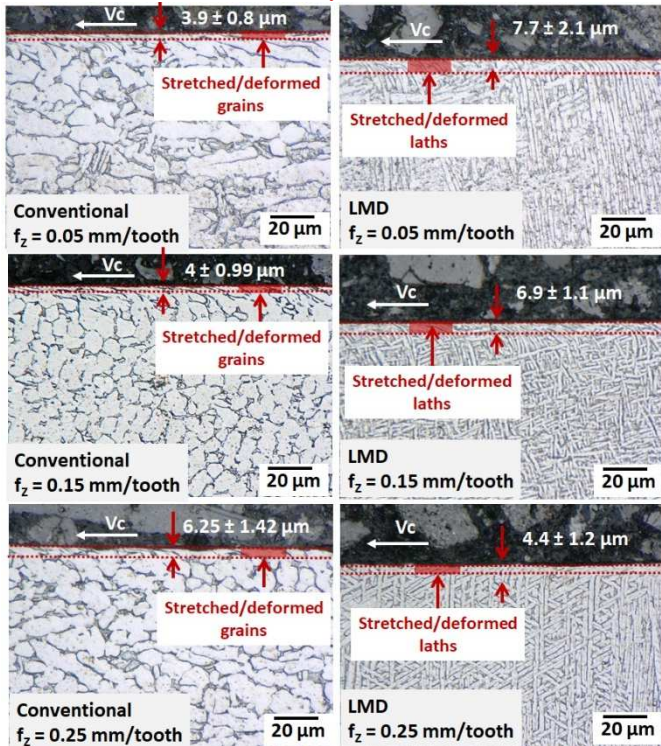 3.9 ± 0.8 µm
Vc
Stretched/deformed
grains
Conventional
fz = 0.05 mm/tooth
20 µm
7.7 ± 2.1 µm
Vc
Stretched/deformed
laths
LMD
fz = 0.05 mm/tooth
20 µm
4 ± 0.99 µm
Vc
Stretched/deformed
grains
Conventional
fz = 0.15 mm/tooth
20 µm
6.9 ± 1.1 µm
Vc
Stretched/deformed
laths
LMD
fz = 0.15 mm/tooth
20 µm
6.25 ± 1.42 µm
Vc
Stretched/deformed
grains
Conventional
fz = 0.25 mm/tooth
20 µm
4.4 ± 1.2 µm
Vc
Stretched/deformed
laths
LMD
fz = 0.25 mm/tooth
20 µm